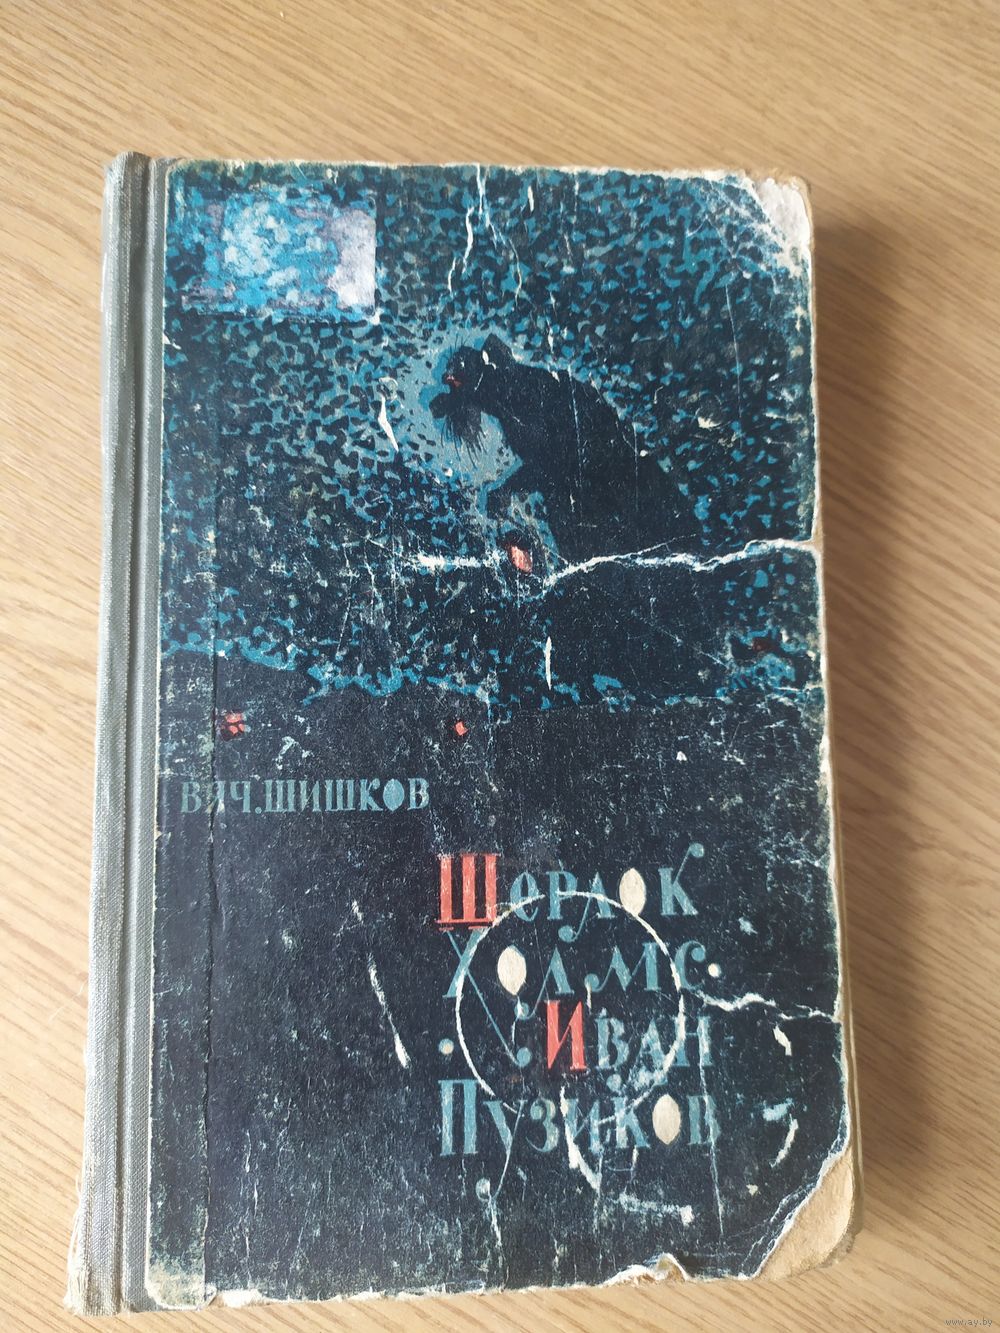 Вяч. Шишков
Шерлок
Холмс.
Иван
Пузиков
www.ay.by